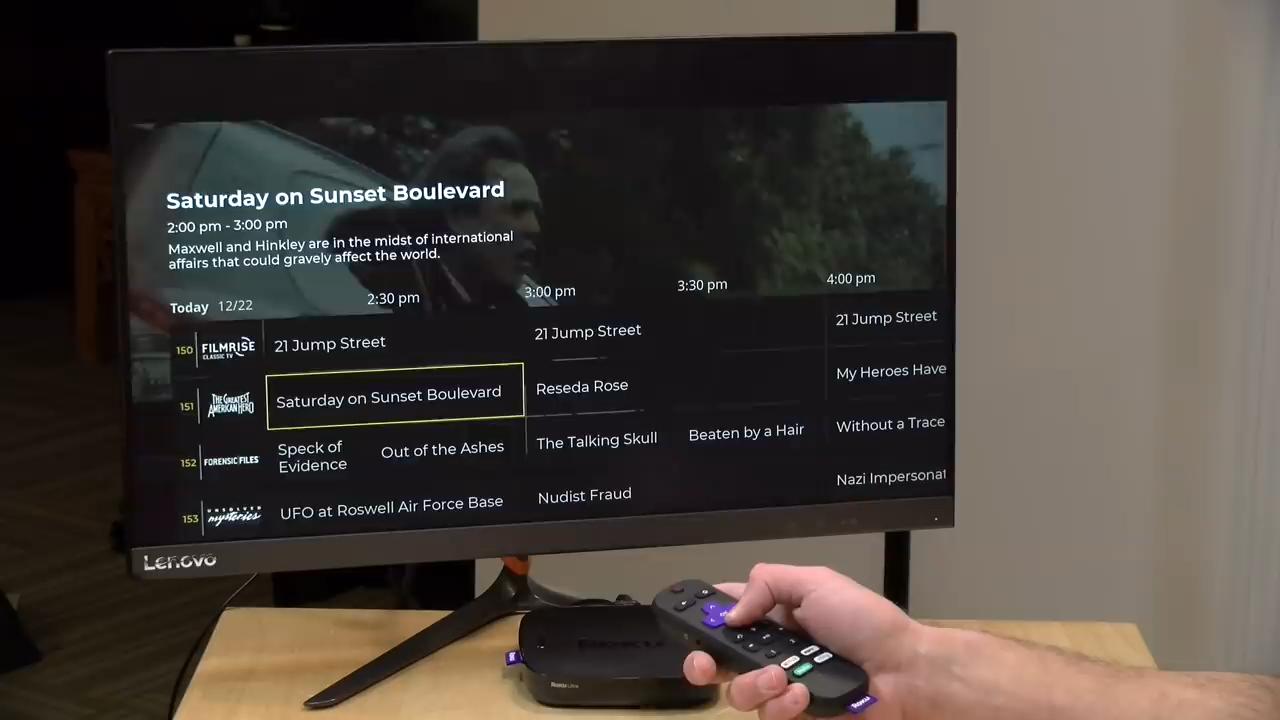 Saturday on Sunset Boulevard
2:00 pm - 3:00 pm
Maxwell and Hinkley are in the midst of international
affairs that could gravely affect the world.
Today 12/22 2:30 pm 3:00 pm 3:30 pm 4:00 pm
150 FILMRISE
CLASSIC TV
21 Jump Street 21 Jump Street 21 Jump Street
151 THE GREATEST
AMERICAN HERO
Saturday on Sunset Boulevard Reseda Rose My Heroes Have
152 FORENSIC FILES
Speck of
Evidence
Out of the Ashes The Talking Skull Beaten by a Hair Without a Trace
153 UNSOLVED
mysteries
UFO at Roswell Air Force Base Nudist Fraud Nazi Impersonat
Lenovo
ROKU
Roku Ultra
ROKU